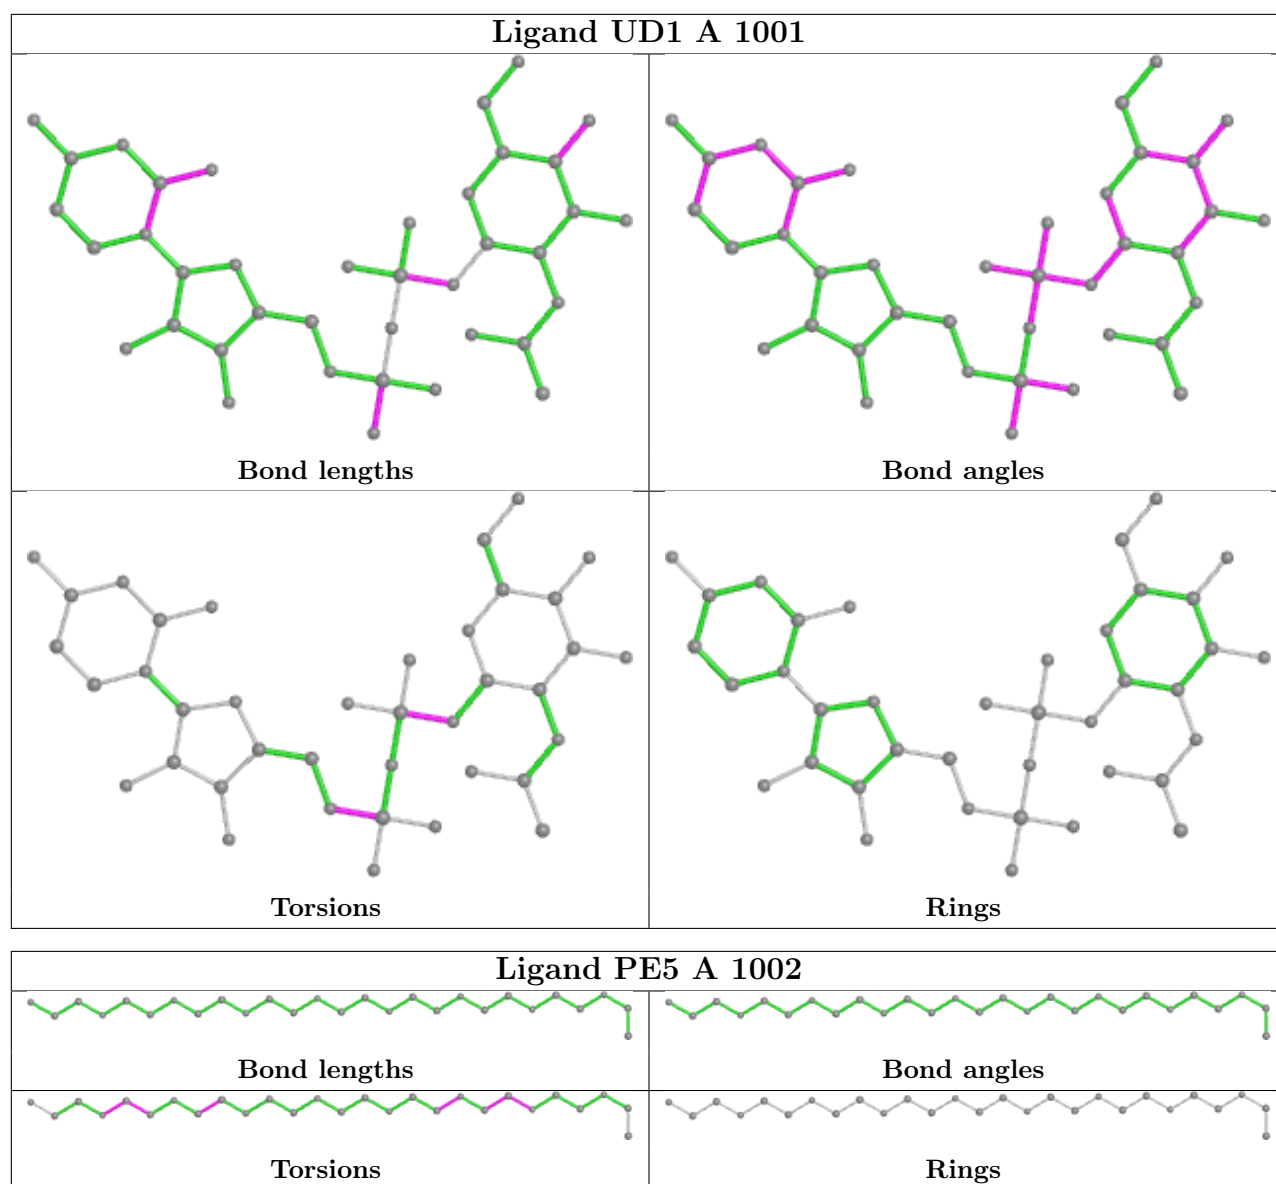 Ligand UD1 A 1001
Bond lengths
Bond angles
Torsions
Rings
Ligand PE5 A 1002
Bond lengths
Bond angles
Torsions
Rings